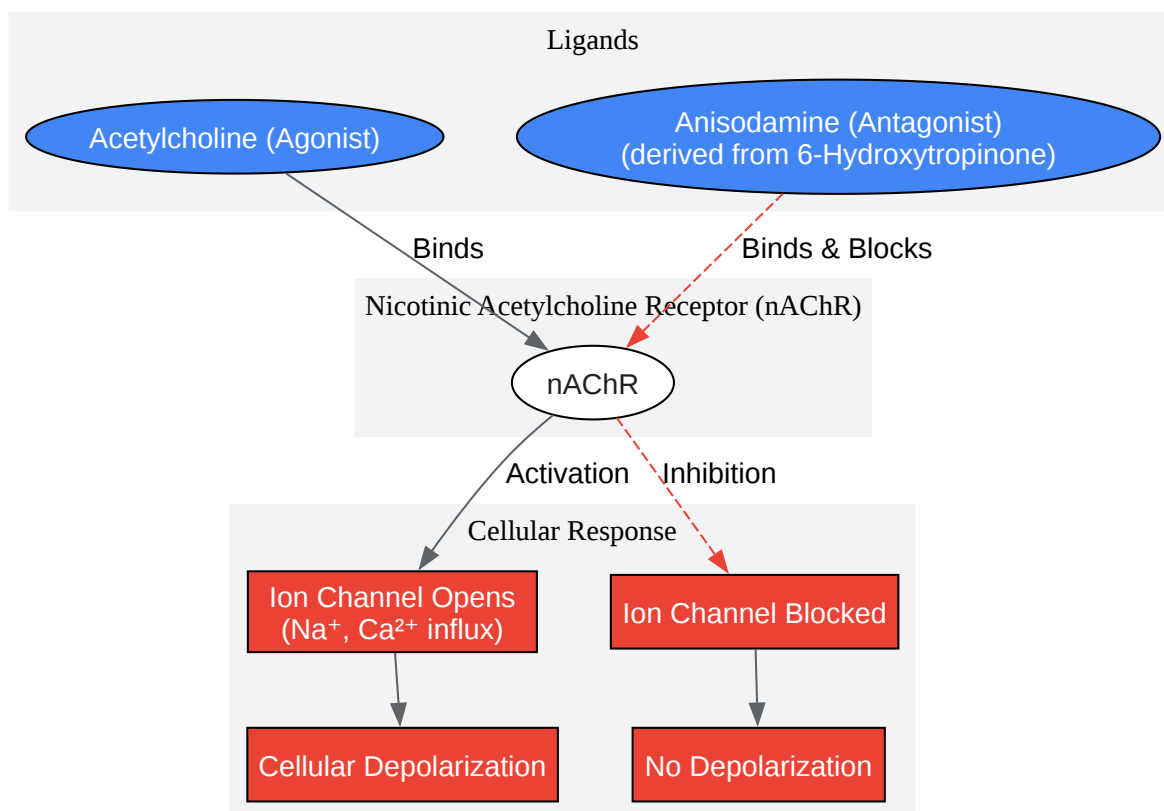 Ligands
Acetylcholine (Agonist)
Anisodamine (Antagonist)
(derived from 6-Hydroxytropinone)
Binds
Binds & Blocks
Nicotinic Acetylcholine Receptor (nAChR)
nAChR
Activation
Inhibition
Cellular Response
Ion Channel Opens
(Na⁺, Ca²⁺ influx)
Ion Channel Blocked
Cellular Depolarization
No Depolarization